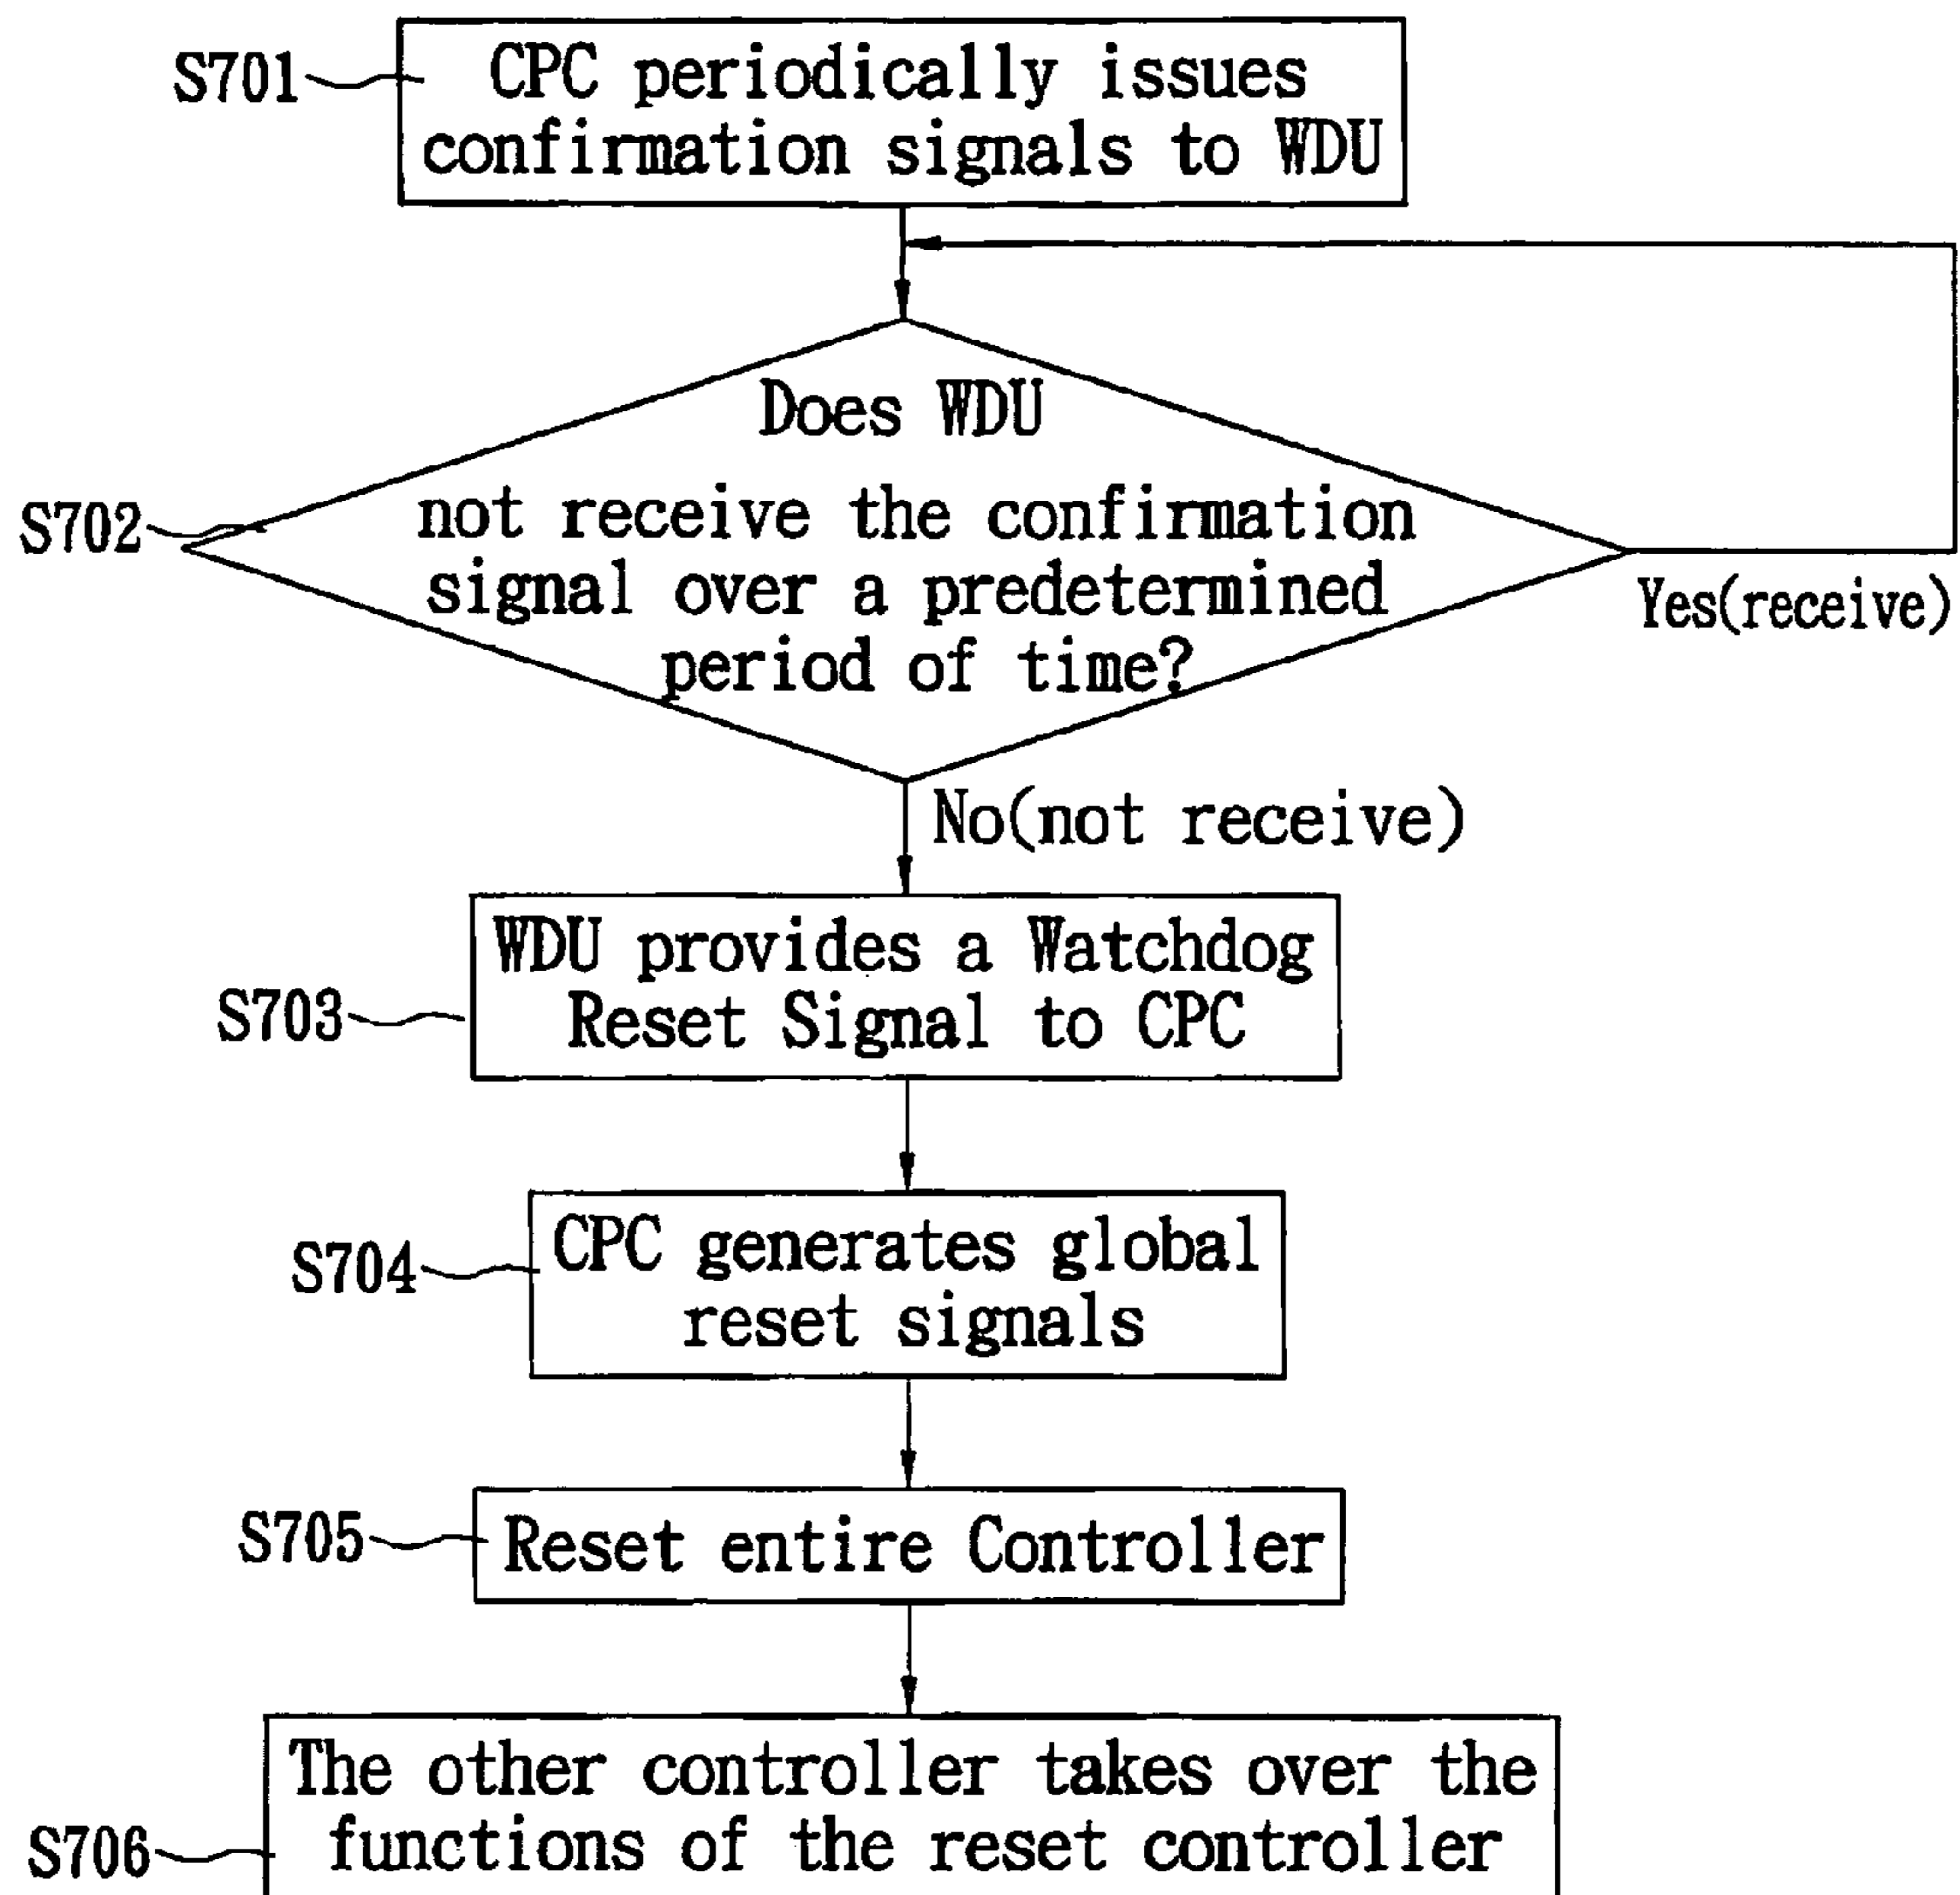 S701
CPC periodically issues
confirmation signals to WDU
Does WDU
not receive the confirmation
signal over a predetermined
period of time?
S702
Yes(receive)
No(not receive)
WDU provides a Watchdog
Reset Signal to CPC
S703
CPC generates global
reset signals
S704
S705
Reset entire Controller
The other controller takes over the
functions of the reset controller
S706